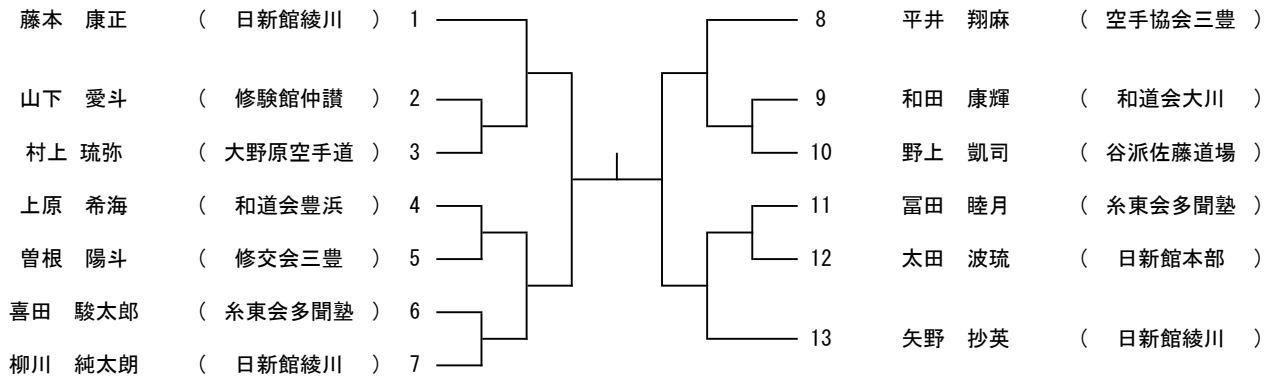 藤本　康正　（　日新館綾川　）　1
山下　愛斗　（　修験館仲讃　）　2
村上 琉弥　（　大野原空手道　）　3
上原　希海　（　和道会豊浜　）　4
曽根　陽斗　（　修交会三豊　）　5
喜田　駿太郎　（　糸東会多聞塾　）　6
柳川　純太朗　（　日新館綾川　）　7
8　平井　翔麻　（　空手協会三豊　）
9　和田　康輝　（　和道会大川　）
10　野上　凱司　（　谷派佐藤道場　）
11　冨田　睦月　（　糸東会多聞塾　）
12　太田　波琉　（　日新館本部　）
13　矢野　抄英　（　日新館綾川　）